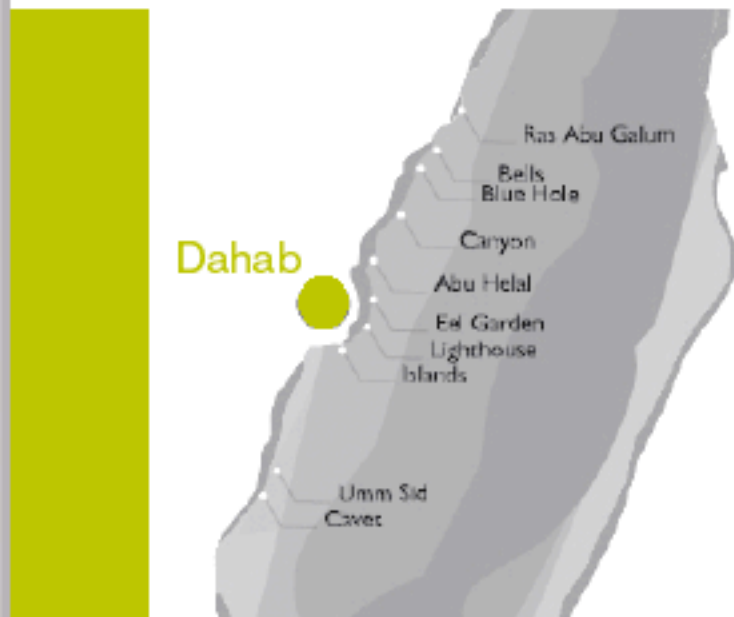 Ras Abu Galum
Bells
Blue Hole
Canyon
Dahab
Abu Helal
Eel Garden
Lighthouse
Islands
Umm Sid
Caves